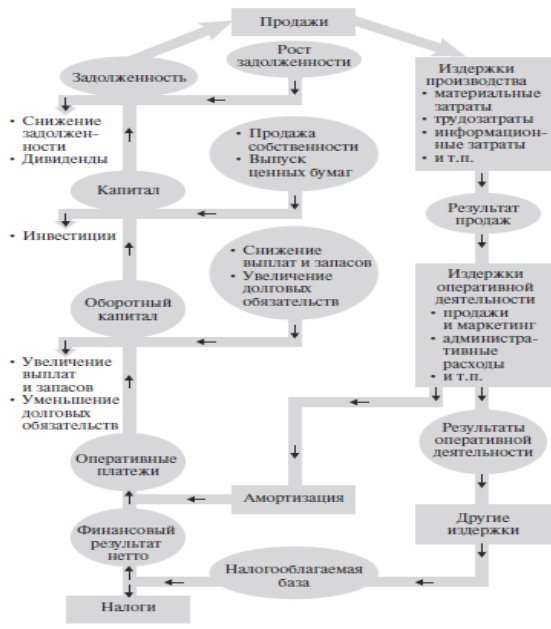 Продажи
Рост
задолженности
Задолженность
Издержки
производства
• материальные
затраты
• трудозатраты
• информацион-
ные затраты
• и т.п.
• Снижение
задолжен-
ности
• Дивиденды
• Продажа
собственности
• Выпуск
ценных бумаг
Капитал
Результат
продаж
• Инвестиции
• Снижение
выплат и запасов
• Увеличение
долговых
обязательств
Издержки
оперативной
деятельности
• продажи
и маркетинг
• администра-
тивные
расходы
• и т.п.
Оборотный
капитал
• Увеличение
выплат
и запасов
• Уменьшение
долговых
обязательств
Результаты
оперативной
деятельности
Оперативные
платежи
Амортизация
Другие
издержки
Финансовый
результат
нетто
Налогооблагаемая
база
Налоги